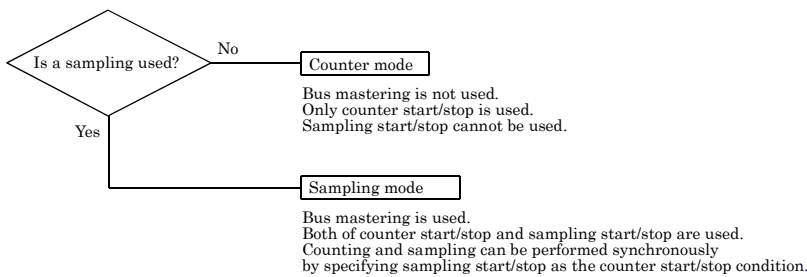 Is a sampling used?
No
Counter mode
Bus mastering is not used.
Only counter start/stop is used.
Sampling start/stop cannot be used.
Yes
Sampling mode
Bus mastering is used.
Both of counter start/stop and sampling start/stop are used.
Counting and sampling can be performed synchronously
by specifying sampling start/stop as the counter start/stop condition.